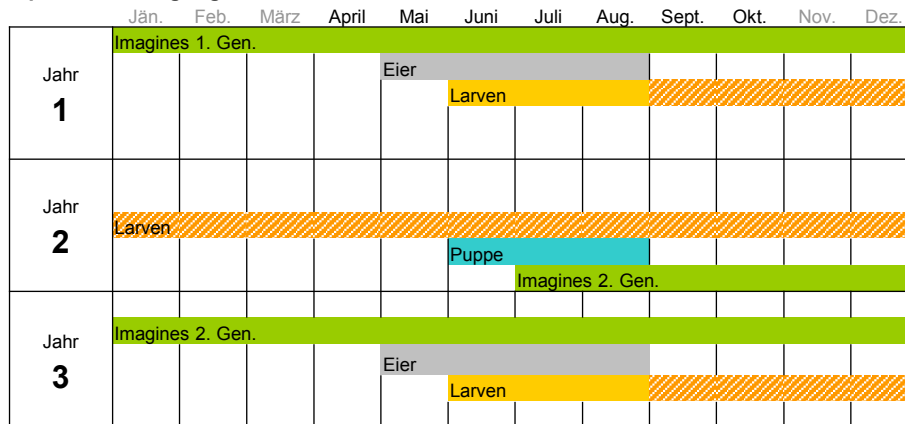 Jän. Feb. März April Mai Juni Juli Aug. Sept. Okt. Nov. Dez.
Imagines 1. Gen.
Eier
Larven
Jahr
1
Larven
Puppe
Imagines 2. Gen.
Jahr
2
Imagines 2. Gen.
Eier
Larven
Jahr
3